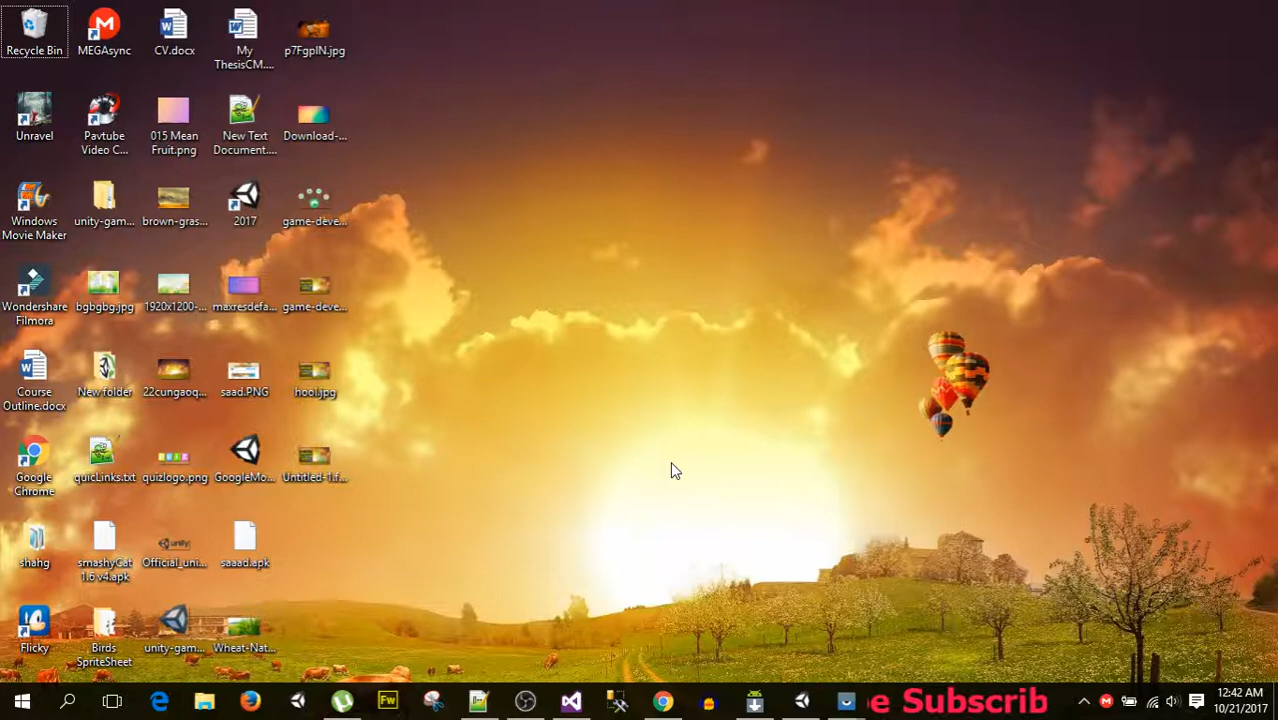 Recycle Bin
MEGAsync
CV.docx
My
ThesisCM....
p7FgpIN.jpg
Unravel
Pavtube
Video C...
015 Mean
Fruit.png
New Text
Document....
Download-...
Windows
Movie Maker
unity-gam...
brown-gras...
2017
game-deve...
Wondershare
Filmora
bgbgbg.jpg
1920x1200-...
maxresdefa...
game-deve...
Course
Outline.docx
New folder
22cungaoq...
saad.PNG
hool.jpg
Google
Chrome
quicLinks.txt
quizlogo.png
GoogleMo...
Untitled-1.f...
shahg
smashyCat
1.6 v4.apk
Official_uni...
saaad.apk
Flicky
Birds
SpriteSheet
unity-gam...
Wheat-Nat...
Fw
e Subscrib
12:42 AM
10/21/2017